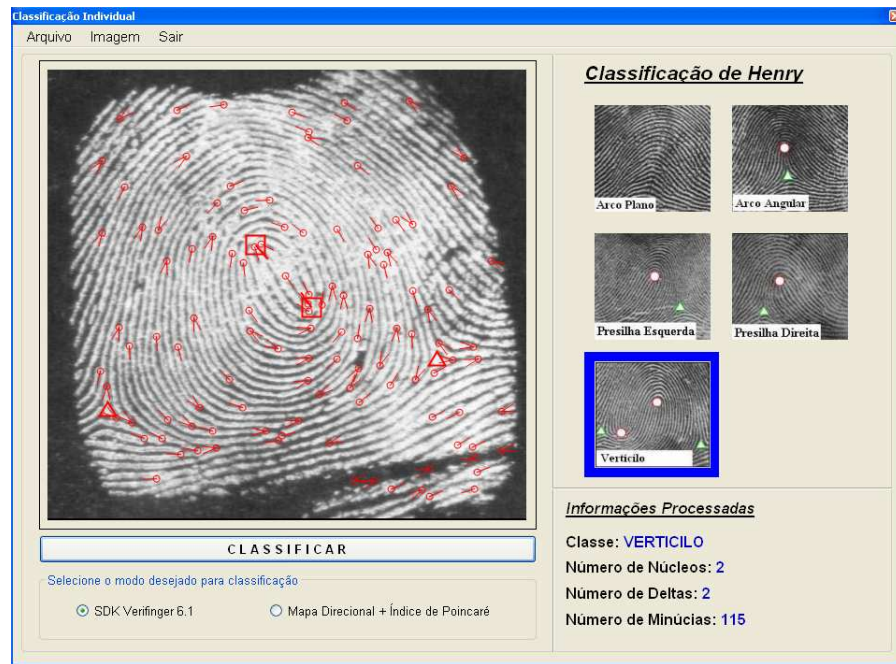 Classificação Individual
Arquivo Imagem Sair
Classificação de Henry
Arco Plano
Arco Angular
Presilha Esquerda
Presilha Direita
Verticilo
CLASSIFICAR
Selecione o modo desejado para classificação
SDK Verifinger 6.1
Mapa Direcional + Índice de Poincaré
Informações Processadas
Classe: VERTICILO
Número de Núcleos: 2
Número de Deltas: 2
Número de Minúcias: 115